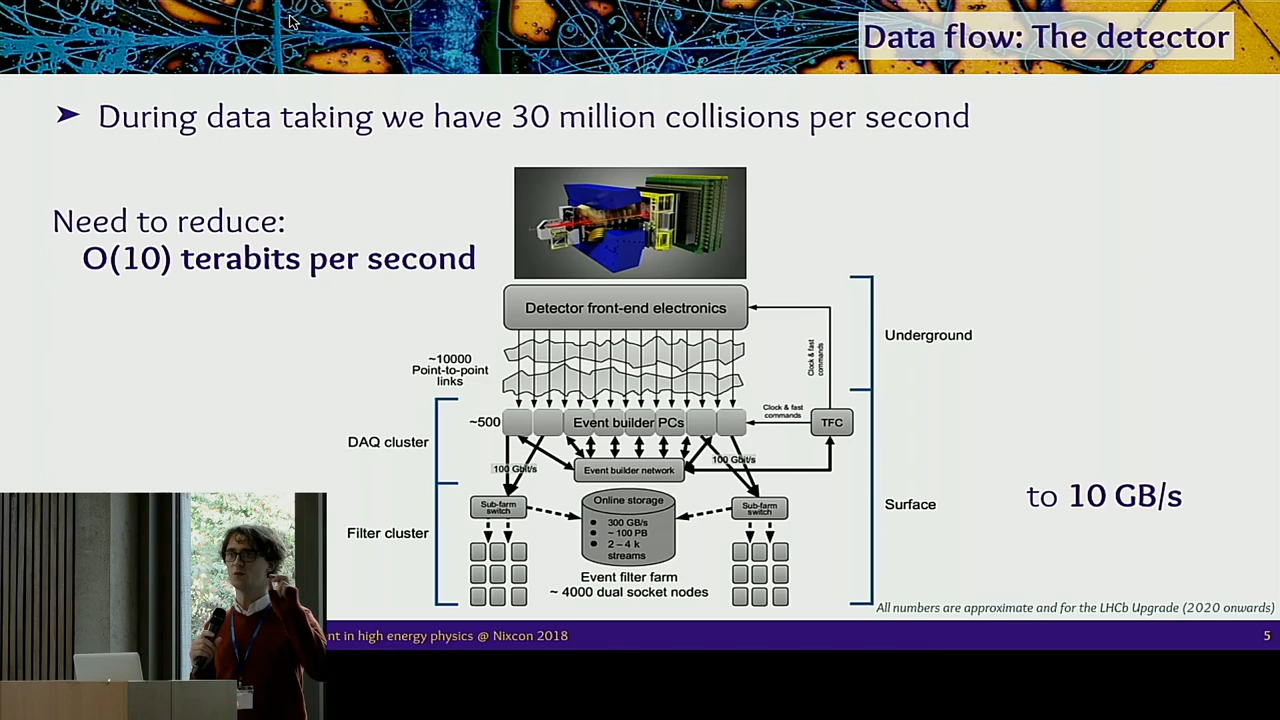 Data flow: The detector
➤ During data taking we have 30 million collisions per second
Need to reduce:
O(10) terabits per second
Detector front-end electronics
Underground
~10000
Point-to-point
links
Clock & fast
commands
~500
Event builder PCs
Clock & fast
commands
TFC
DAQ cluster
100 Gbit/s
Event builder network
100 Gbit/s
to 10 GB/s
Sub-farm
switch
Online storage
● 300 GB/s
● ~ 100 PB
● 2 – 4 k
streams
Sub-farm
switch
Surface
Filter cluster
Event filter farm
~ 4000 dual socket nodes
All numbers are approximate and for the LHCb Upgrade (2020 onwards)
nt in high energy physics @ Nixcon 2018
5